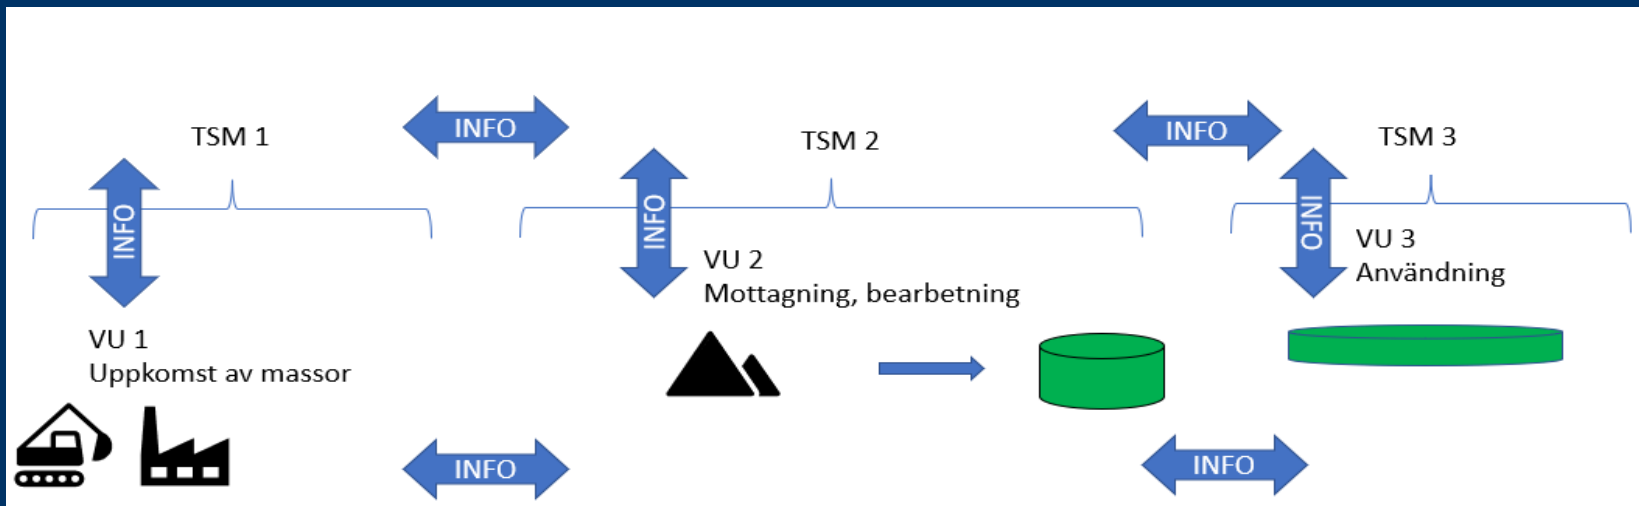 INFO
INFO
TSM 1
TSM 2
TSM 3
INFO
INFO
INFO
VU 1
Uppkomst av massor
VU 2
Mottagning, bearbetning
VU 3
Användning
INFO
INFO